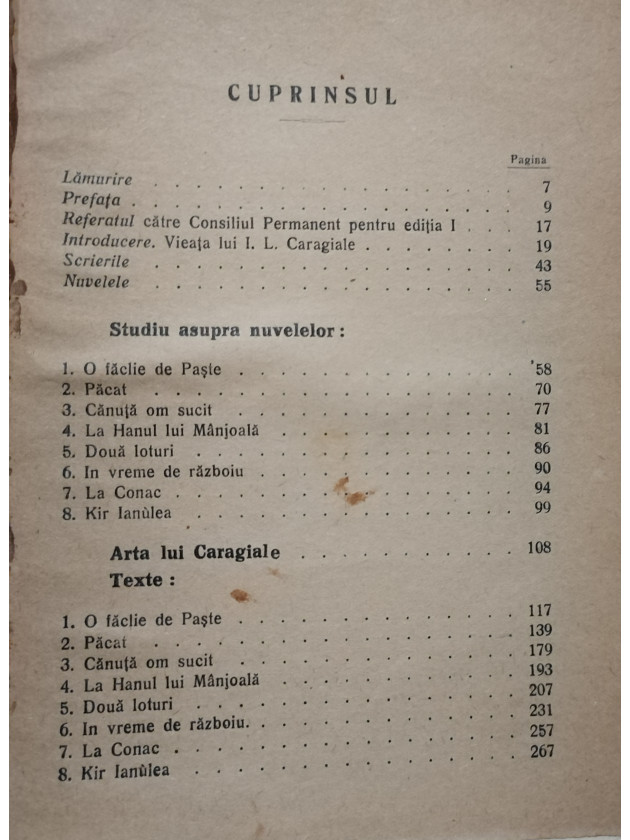 CUPRINSUL
Pagina
Lămurire . . . . . . . . . . . . . . . . . . 7
Prefața . . . . . . . . . . . . . . . . . . . 9
Referatul către Consiliul Permanent pentru ediția I . . . 17
Introducere. Vieața lui I. L. Caragiale . . . . . . . . 19
Scrierile . . . . . . . . . . . . . . . . . . 43
Nuvelele . . . . . . . . . . . . . . . . . . 55
Studiu asupra nuvelelor :
1. O făclie de Paște . . . . . . . . . . . . . . 58
2. Păcat . . . . . . . . . . . . . . . . . . 70
3. Cănuță om sucit . . . . . . . . . . . . . . 77
4. La Hanul lui Mânjoală . . . . . . . . . . . . 81
5. Două loturi . . . . . . . . . . . . . . . . 86
6. In vreme de războiu . . . . . . . . . . . . . 90
7. La Conac . . . . . . . . . . . . . . . . . 94
8. Kir Ianùlea . . . . . . . . . . . . . . . . 99
Arta lui Caragiale . . . . . . . . . . . 108
Texte :
1. O făclie de Paște . . . . . . . . . . . . . . 117
2. Păcat . . . . . . . . . . . . . . . . . . 139
3. Cănuță om sucit . . . . . . . . . . . . . . 179
4. La Hanul lui Mânjoală . . . . . . . . . . . . 193
5. Două loturi . . . . . . . . . . . . . . . . 207
6. In vreme de războiu. . . . . . . . . . . . . . 231
7. La Conac . . . . . . . . . . . . . . . . . 257
8. Kir Ianùlea . . . . . . . . . . . . . . . . 267